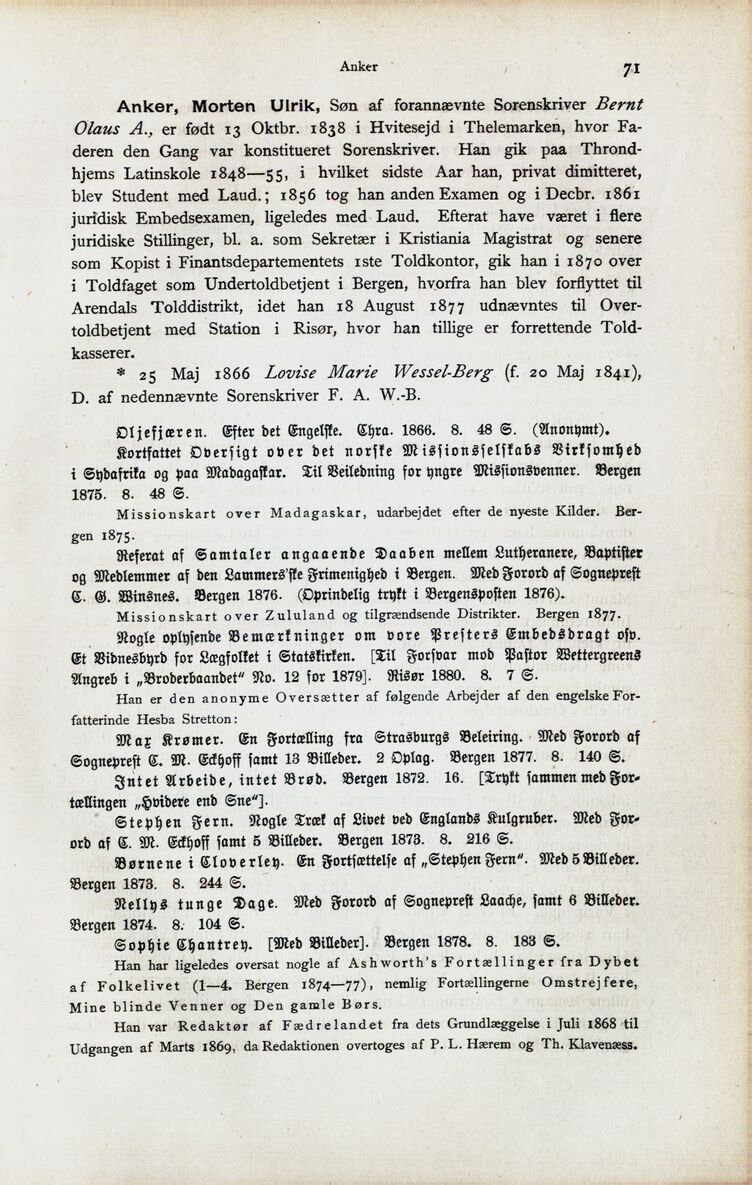 Anker
71
Anker, Morten Ulrik, Søn af forannævnte Sorenskriver Bernt
Olaus A., er født 13 Oktbr. 1838 i Hvitesejd i Thelemarken, hvor Fa-
deren den Gang var konstitueret Sorenskriver. Han gik paa Thrond-
hjems Latinskole 1848—55, i hvilket sidste Aar han, privat dimitteret,
blev Student med Laud.; 1856 tog han anden Examen og i Decbr. 1861
juridisk Embedsexamen, ligeledes med Laud. Efterat have været i flere
juridiske Stillinger, bl. a. som Sekretær i Kristiania Magistrat og senere
som Kopist i Finantsdepartementets 1ste Toldkontor, gik han i 1870 over
i Toldfaget som Undertoldbetjent i Bergen, hvorfra han blev forflyttet til
Arendals Tolddistrikt, idet han 18 August 1877 udnævntes til Over-
toldbetjent med Station i Risør, hvor han tillige er forrettende Told-
kasserer.
* 25 Maj 1866 Lovise Marie Wessel-Berg (f. 20 Maj 1841),
D. af nedennævnte Sorenskriver F. A. W.-B.
Oljefjæren. Efter det Engelske. Chra. 1866. 8. 48 S. (Anonymt).
Kortfattet Oversigt over det norske Missionsselskabs Virksomhed
i Sydafrika og paa Madagaskar. Til Veiledning for yngre Missionsvenner. Bergen
1875. 8. 48 S.
Missionskart over Madagaskar, udarbejdet efter de nyeste Kilder. Ber-
gen 1875.
Referat af Samtaler angaaende Daaben mellem Lutheranere, Baptister
og Medlemmer af den Lammers'ske Frimenighed i Bergen. Med Forord af Sogneprest
C. G. Winsnes. Bergen 1876. (Oprindelig trykt i Bergensposten 1876).
Missionskart over Zululand og tilgrændsende Distrikter. Bergen 1877.
Nogle oplysende Bemærkninger om vore Presters Embedsdragt osv.
Et Vidnesbyrd for Lægfolket i Statskirken. [Til Forsvar mod Pastor Wettergreens
Angreb i „Broderbaandet" No. 12 for 1879]. Risør 1880. 8. 7 S.
Han er den anonyme Oversætter af følgende Arbejder af den engelske For-
fatterinde Hesba Stretton:
Max Krømer. En Fortælling fra Strasburgs Beleiring. Med Forord af
Sogneprest C. M. Eckhoff samt 13 Billeder. 2 Oplag. Bergen 1877. 8. 140 S.
Intet Arbeide, intet Brød. Bergen 1872. 16. [Trykt sammen med For-
tællingen „Hvidere end Sne"].
Stephen Fern. Nogle Træk af Livet ved Englands Kulgruber. Med For-
ord af C. M. Eckhoff samt 5 Billeder. Bergen 1873. 8. 216 S.
Børnene i Cloverley. En Fortsættelse af „Stephen Fern". Med 5 Billeder.
Bergen 1873. 8. 244 S.
Nellys tunge Dage. Med Forord af Sogneprest Laache, samt 6 Billeder.
Bergen 1874. 8. 104 S.
Sophie Chantrey. [Med Billeder]. Bergen 1878. 8. 183 S.
Han har ligeledes oversat nogle af Ashworth's Fortællinger fra Dybet
af Folkelivet (1—4. Bergen 1874—77), nemlig Fortællingerne Omstrejfere,
Mine blinde Venner og Den gamle Børs.
Han var Redaktør af Fædrelandet fra dets Grundlæggelse i Juli 1868 til
Udgangen af Marts 1869, da Redaktionen overtoges af P. L. Hærem og Th. Klavenæss.